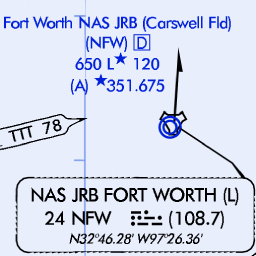 Fort Worth NAS JRB (Carswell Fld)
(NFW) D
650 L★ 120
(A) ★351.675
TTT 78
NAS JRB FORT WORTH (L)
24 NFW (108.7)
N32°46.28' W97°26.36'